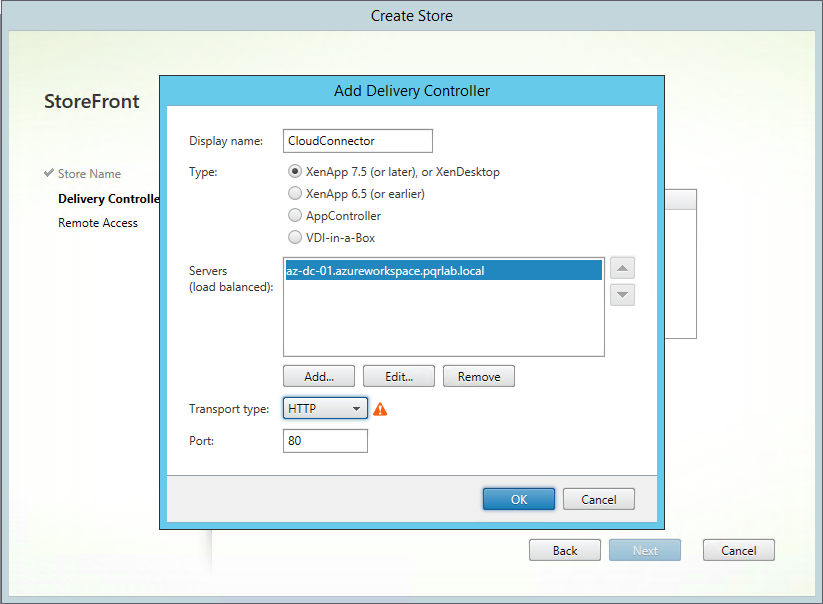 Create Store
StoreFront
Store Name
Delivery Controlle
Remote Access
Add Delivery Controller
Display name: CloudConnector
Type: XenApp 7.5 (or later), or XenDesktop
XenApp 6.5 (or earlier)
AppController
VDI-in-a-Box
Servers
(load balanced):
az-dc-01.azureworkspace.pqrlab.local
Add... Edit... Remove
Transport type: HTTP
Port: 80
OK Cancel
Back Next Cancel